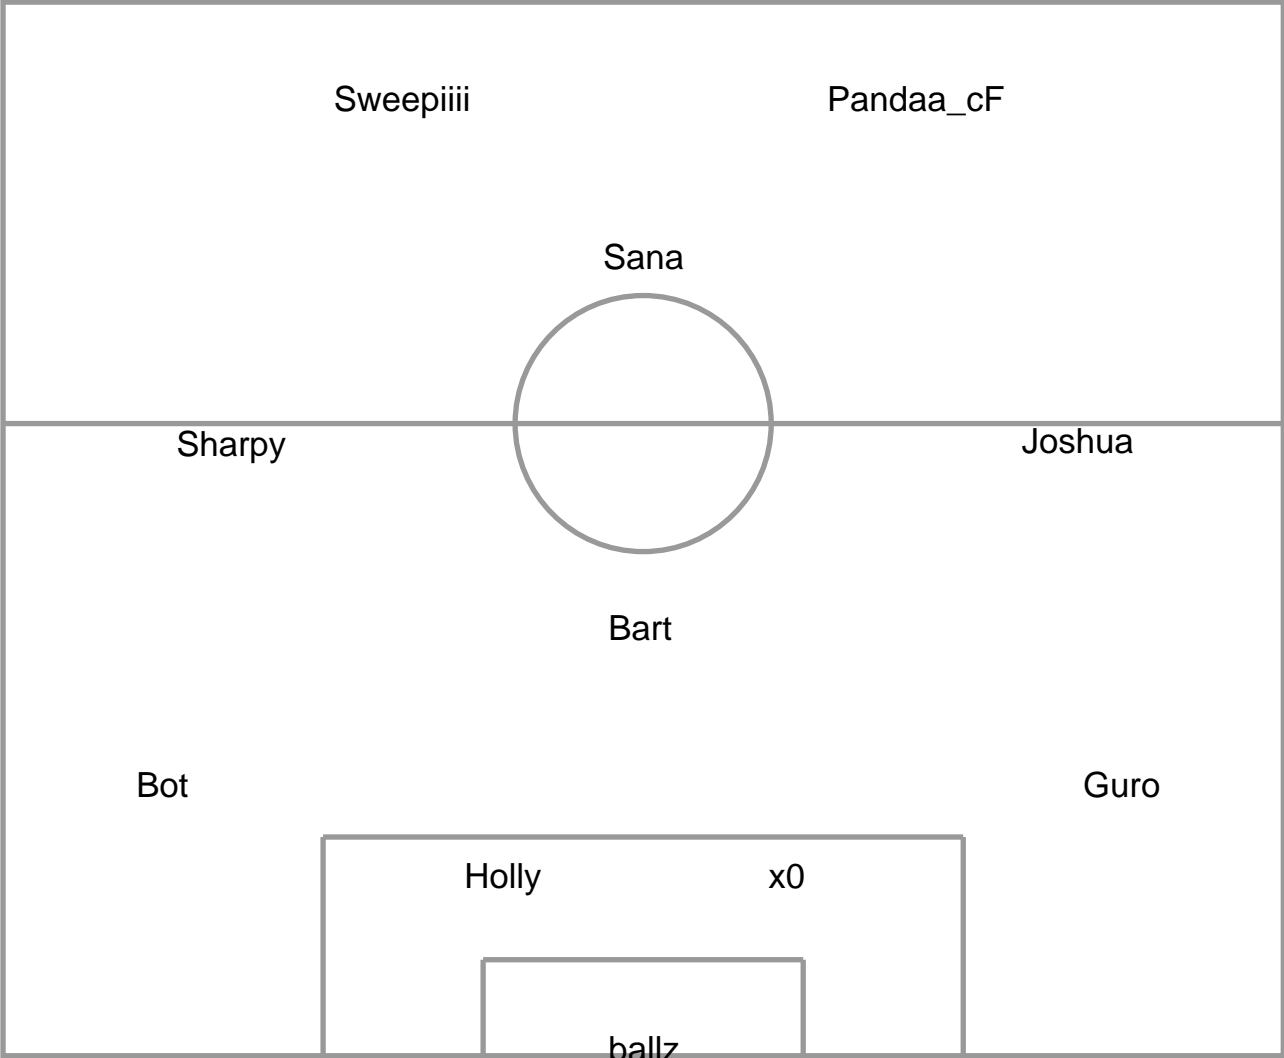 Sweepiiii Pandaa_cF
Sana
Sharpy Joshua
Bart
Bot Guro
Holly x0
ballz